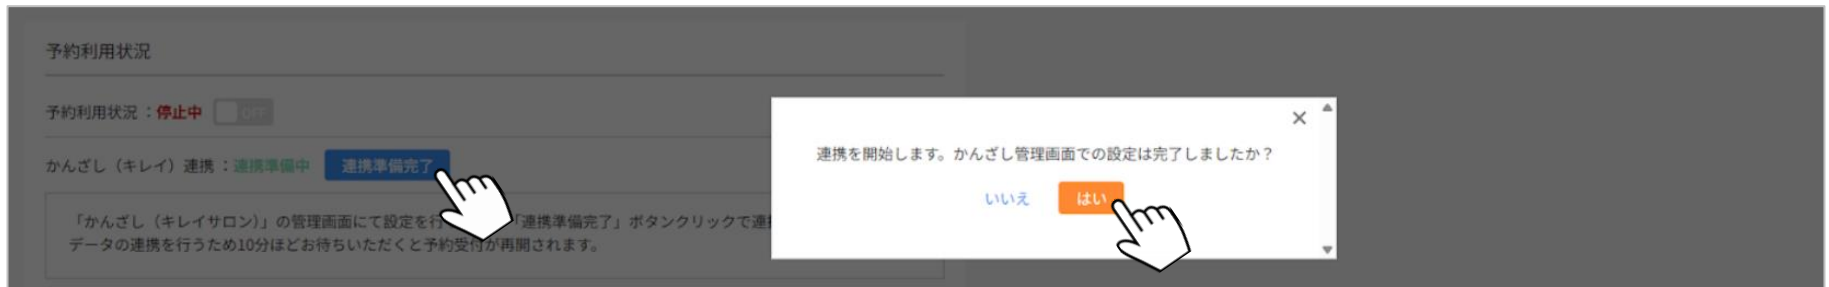 予約利用状況
予約利用状況：停止中 OFF
かんざし（キレイ）連携：連携準備中 連携準備完了
「かんざし（キレイサロン）」の管理画面にて設定を行 「連携準備完了」ボタンクリックで連
データの連携を行うため10分ほどお待ちいただくと予約受付が再開されます。
×
連携を開始します。かんざし管理画面での設定は完了しましたか？
いいえ はい